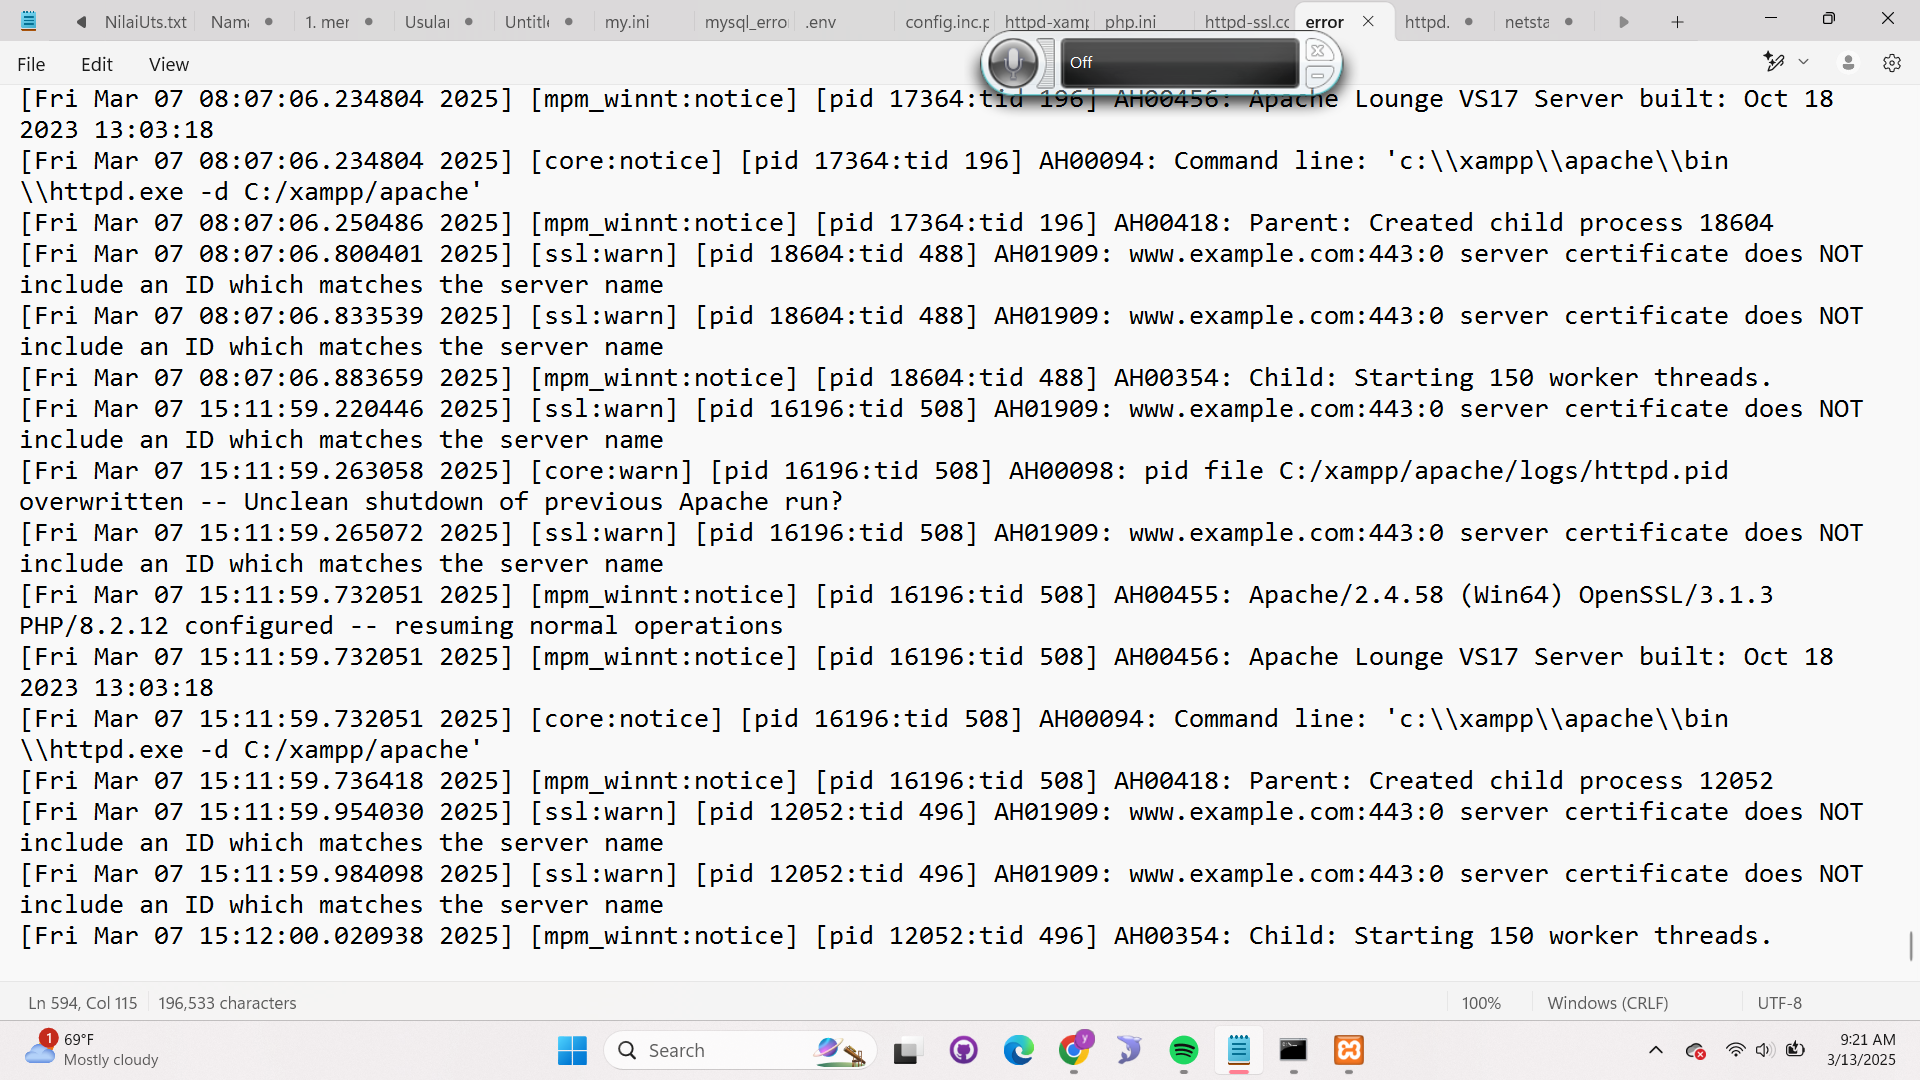 NilaiUts.txt Nama 1. mer Usular Untitle my.ini mysql_erro .env config.inc.p httpd-xamp php.ini httpd-ssl.cc error httpd. netsta
Off
File Edit View
[Fri Mar 07 08:07:06.234804 2025] [mpm_winnt:notice] [pid 17364:tid 196] AH00456: Apache Lounge VS17 Server built: Oct 18
2023 13:03:18
[Fri Mar 07 08:07:06.234804 2025] [core:notice] [pid 17364:tid 196] AH00094: Command line: 'c:\\xampp\\apache\\bin
\\httpd.exe -d C:/xampp/apache'
[Fri Mar 07 08:07:06.250486 2025] [mpm_winnt:notice] [pid 17364:tid 196] AH00418: Parent: Created child process 18604
[Fri Mar 07 08:07:06.800401 2025] [ssl:warn] [pid 18604:tid 488] AH01909: www.example.com:443:0 server certificate does NOT
include an ID which matches the server name
[Fri Mar 07 08:07:06.833539 2025] [ssl:warn] [pid 18604:tid 488] AH01909: www.example.com:443:0 server certificate does NOT
include an ID which matches the server name
[Fri Mar 07 08:07:06.883659 2025] [mpm_winnt:notice] [pid 18604:tid 488] AH00354: Child: Starting 150 worker threads.
[Fri Mar 07 15:11:59.220446 2025] [ssl:warn] [pid 16196:tid 508] AH01909: www.example.com:443:0 server certificate does NOT
include an ID which matches the server name
[Fri Mar 07 15:11:59.263058 2025] [core:warn] [pid 16196:tid 508] AH00098: pid file C:/xampp/apache/logs/httpd.pid
overwritten -- Unclean shutdown of previous Apache run?
[Fri Mar 07 15:11:59.265072 2025] [ssl:warn] [pid 16196:tid 508] AH01909: www.example.com:443:0 server certificate does NOT
include an ID which matches the server name
[Fri Mar 07 15:11:59.732051 2025] [mpm_winnt:notice] [pid 16196:tid 508] AH00455: Apache/2.4.58 (Win64) OpenSSL/3.1.3
PHP/8.2.12 configured -- resuming normal operations
[Fri Mar 07 15:11:59.732051 2025] [mpm_winnt:notice] [pid 16196:tid 508] AH00456: Apache Lounge VS17 Server built: Oct 18
2023 13:03:18
[Fri Mar 07 15:11:59.732051 2025] [core:notice] [pid 16196:tid 508] AH00094: Command line: 'c:\\xampp\\apache\\bin
\\httpd.exe -d C:/xampp/apache'
[Fri Mar 07 15:11:59.736418 2025] [mpm_winnt:notice] [pid 16196:tid 508] AH00418: Parent: Created child process 12052
[Fri Mar 07 15:11:59.954030 2025] [ssl:warn] [pid 12052:tid 496] AH01909: www.example.com:443:0 server certificate does NOT
include an ID which matches the server name
[Fri Mar 07 15:11:59.984098 2025] [ssl:warn] [pid 12052:tid 496] AH01909: www.example.com:443:0 server certificate does NOT
include an ID which matches the server name
[Fri Mar 07 15:12:00.020938 2025] [mpm_winnt:notice] [pid 12052:tid 496] AH00354: Child: Starting 150 worker threads.
Ln 594, Col 115 196,533 characters 100% Windows (CRLF) UTF-8
1 69°F
Mostly cloudy
Search
y
9:21 AM
3/13/2025